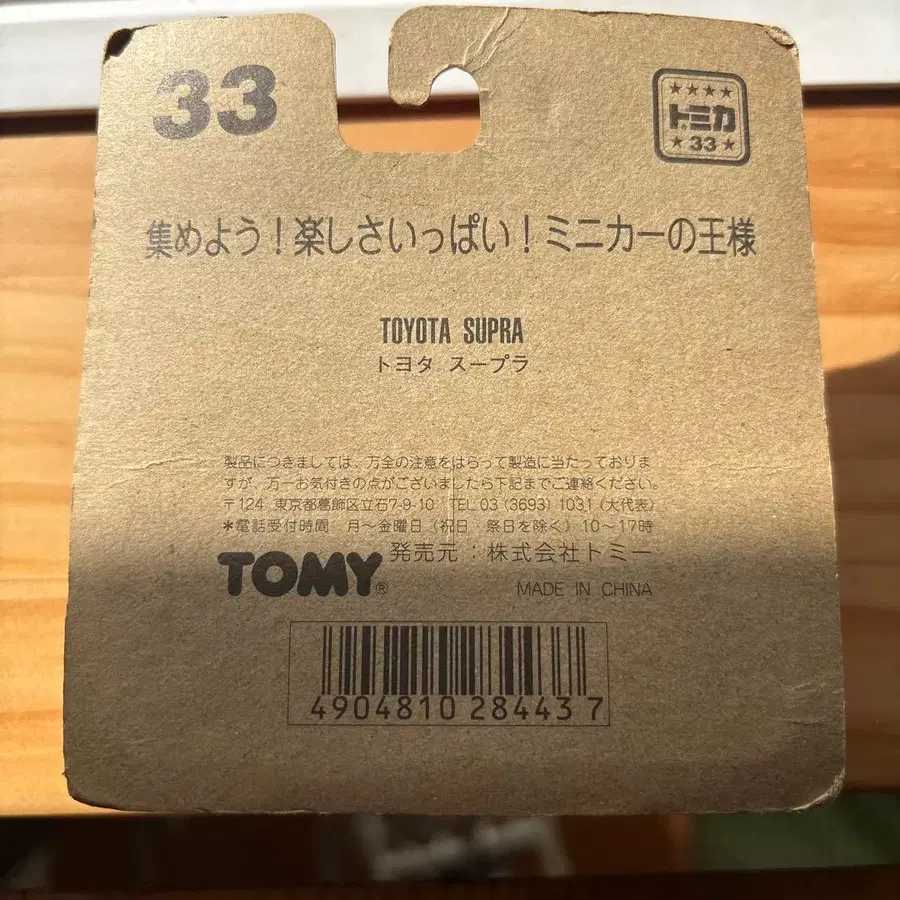 33
★★★★
トミカ
★33★
集めよう!楽しさいっぱい!ミニカーの王様
TOYOTA SUPRA
トヨタ スープラ
製品につきましては、万全の注意をはらって製造に当たっておりま
すが、万一お気付きの点がございましたら下記までご連絡ください。
〒124 東京都葛飾区立石7-9-10 TEL 03 (3693) 1031 (大代表)
*電話受付時間 月~金曜日(祝日 祭日を除く) 10~17時
TOMY® 発売元:株式会社トミー
MADE IN CHINA
4904810 284437